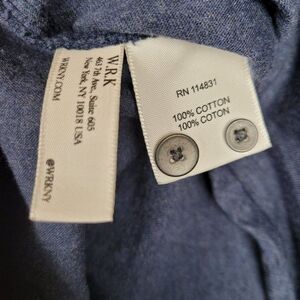 W.R.K
463 7th Ave., Suite 605
New York, NY
10018 USA
WRKNY.COM
@WRKNY
RN 114831
100% COTTON
100% COTON